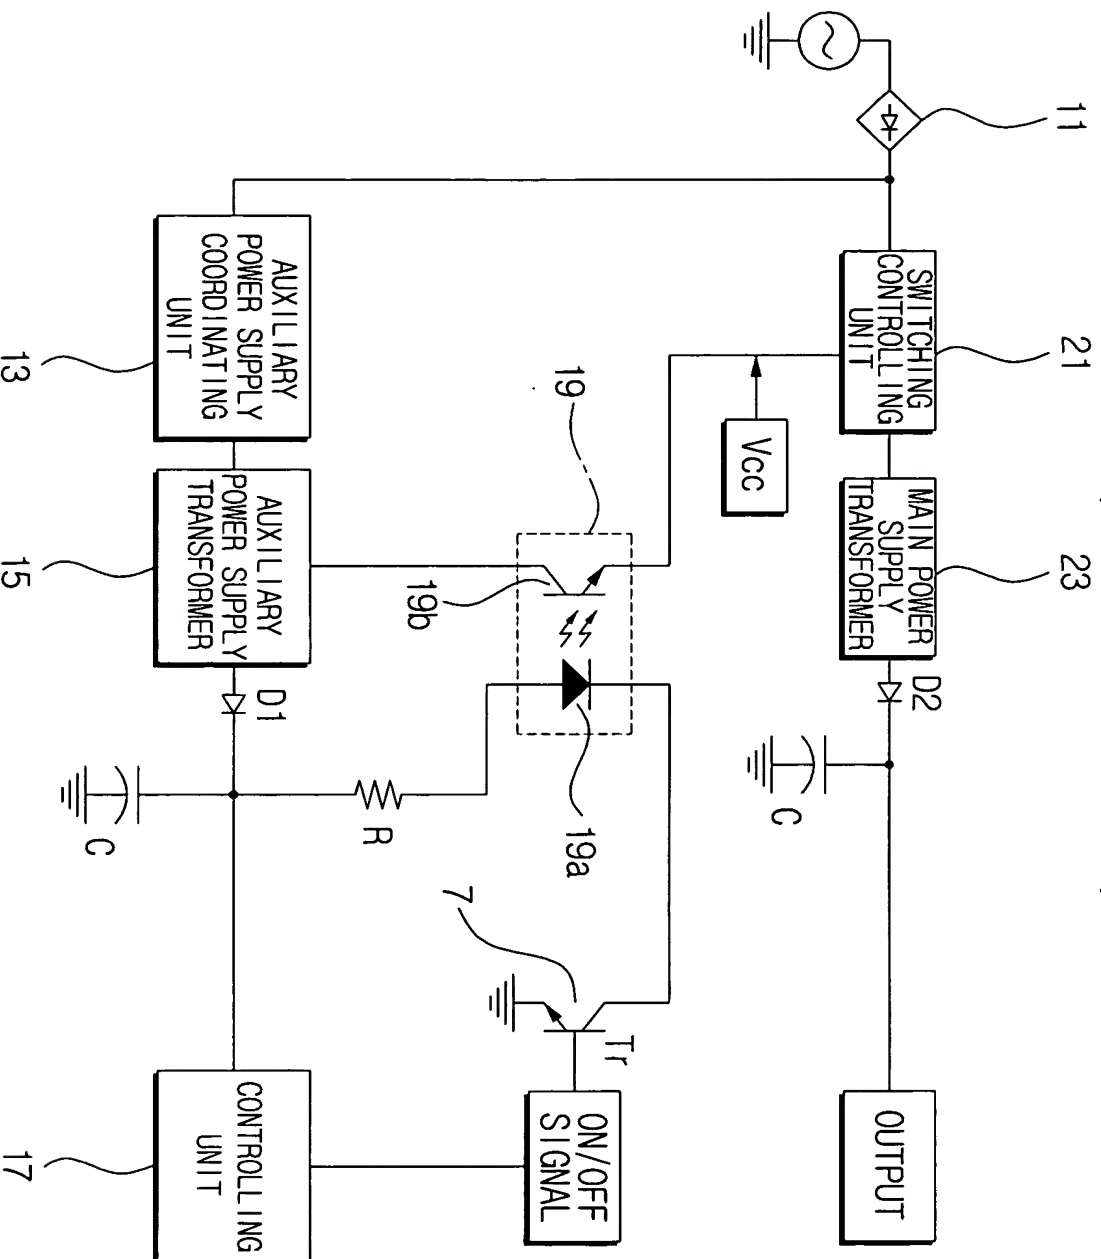 11
SWITCHING
CONTROLLING
UNIT
21
MAIN POWER
SUPPLY
TRANSFORMER
23
D2
C
OUTPUT
Vcc
19
19b
19a
7
Tr
ON/OFF
SIGNAL
R
AUXILIARY
POWER SUPPLY
COORDINATING
UNIT
13
AUXILIARY
POWER SUPPLY
TRANSFORMER
15
D1
C
CONTROLLING
UNIT
17